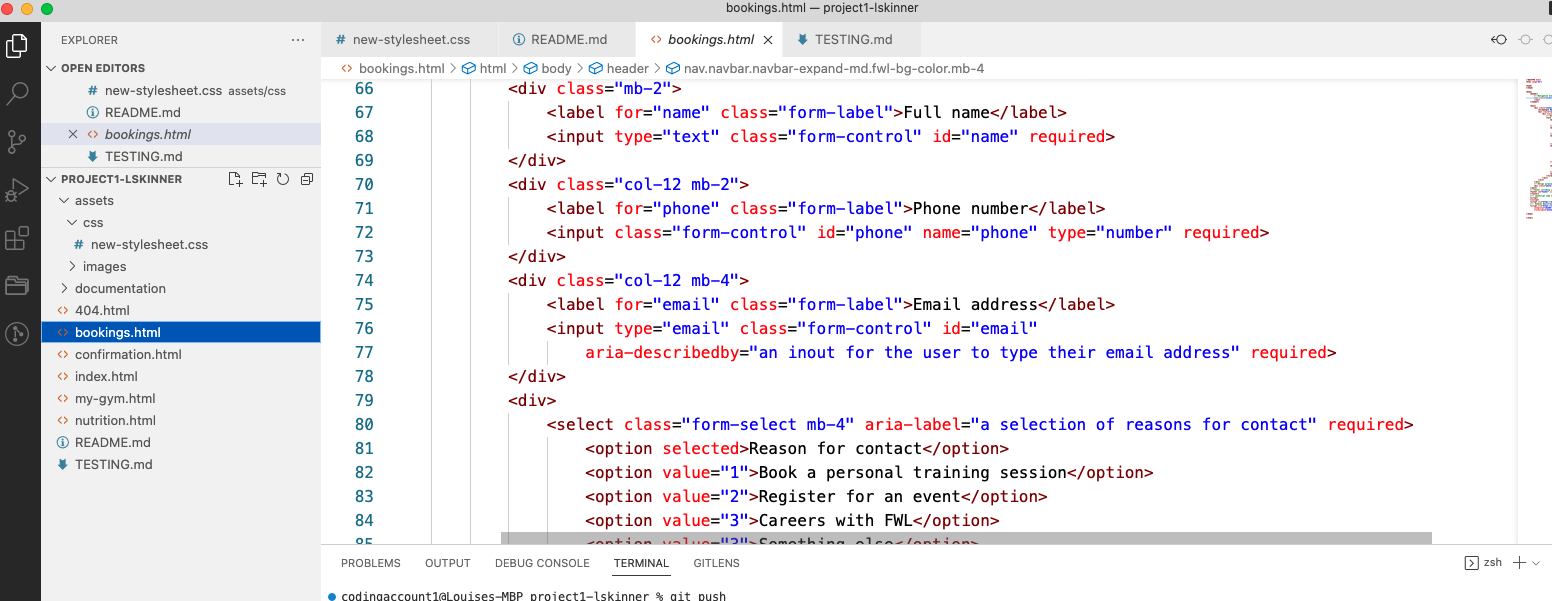 bookings.html — project1-lskinner
EXPLORER
OPEN EDITORS
# new-stylesheet.css assets/css
README.md
bookings.html
TESTING.md
PROJECT1-LSKINNER
assets
css
# new-stylesheet.css
images
documentation
404.html
bookings.html
confirmation.html
index.html
my-gym.html
nutrition.html
README.md
TESTING.md
# new-stylesheet.css README.md bookings.html TESTING.md
bookings.html > html > body > header > nav.navbar.navbar-expand-md.fwl-bg-color.mb-4
66 <div class="mb-2">
67 <label for="name" class="form-label">Full name</label>
68 <input type="text" class="form-control" id="name" required>
69 </div>
70 <div class="col-12 mb-2">
71 <label for="phone" class="form-label">Phone number</label>
72 <input class="form-control" id="phone" name="phone" type="number" required>
73 </div>
74 <div class="col-12 mb-4">
75 <label for="email" class="form-label">Email address</label>
76 <input type="email" class="form-control" id="email"
77 aria-describedby="an inout for the user to type their email address" required>
78 </div>
79 <div>
80 <select class="form-select mb-4" aria-label="a selection of reasons for contact" required>
81 <option selected>Reason for contact</option>
82 <option value="1">Book a personal training session</option>
83 <option value="2">Register for an event</option>
84 <option value="3">Careers with FWL</option>
85 <option value="3">Something else</option>
PROBLEMS OUTPUT DEBUG CONSOLE TERMINAL GITLENS
zsh
codingaccount1@Louises-MBP project1-lskinner % git push